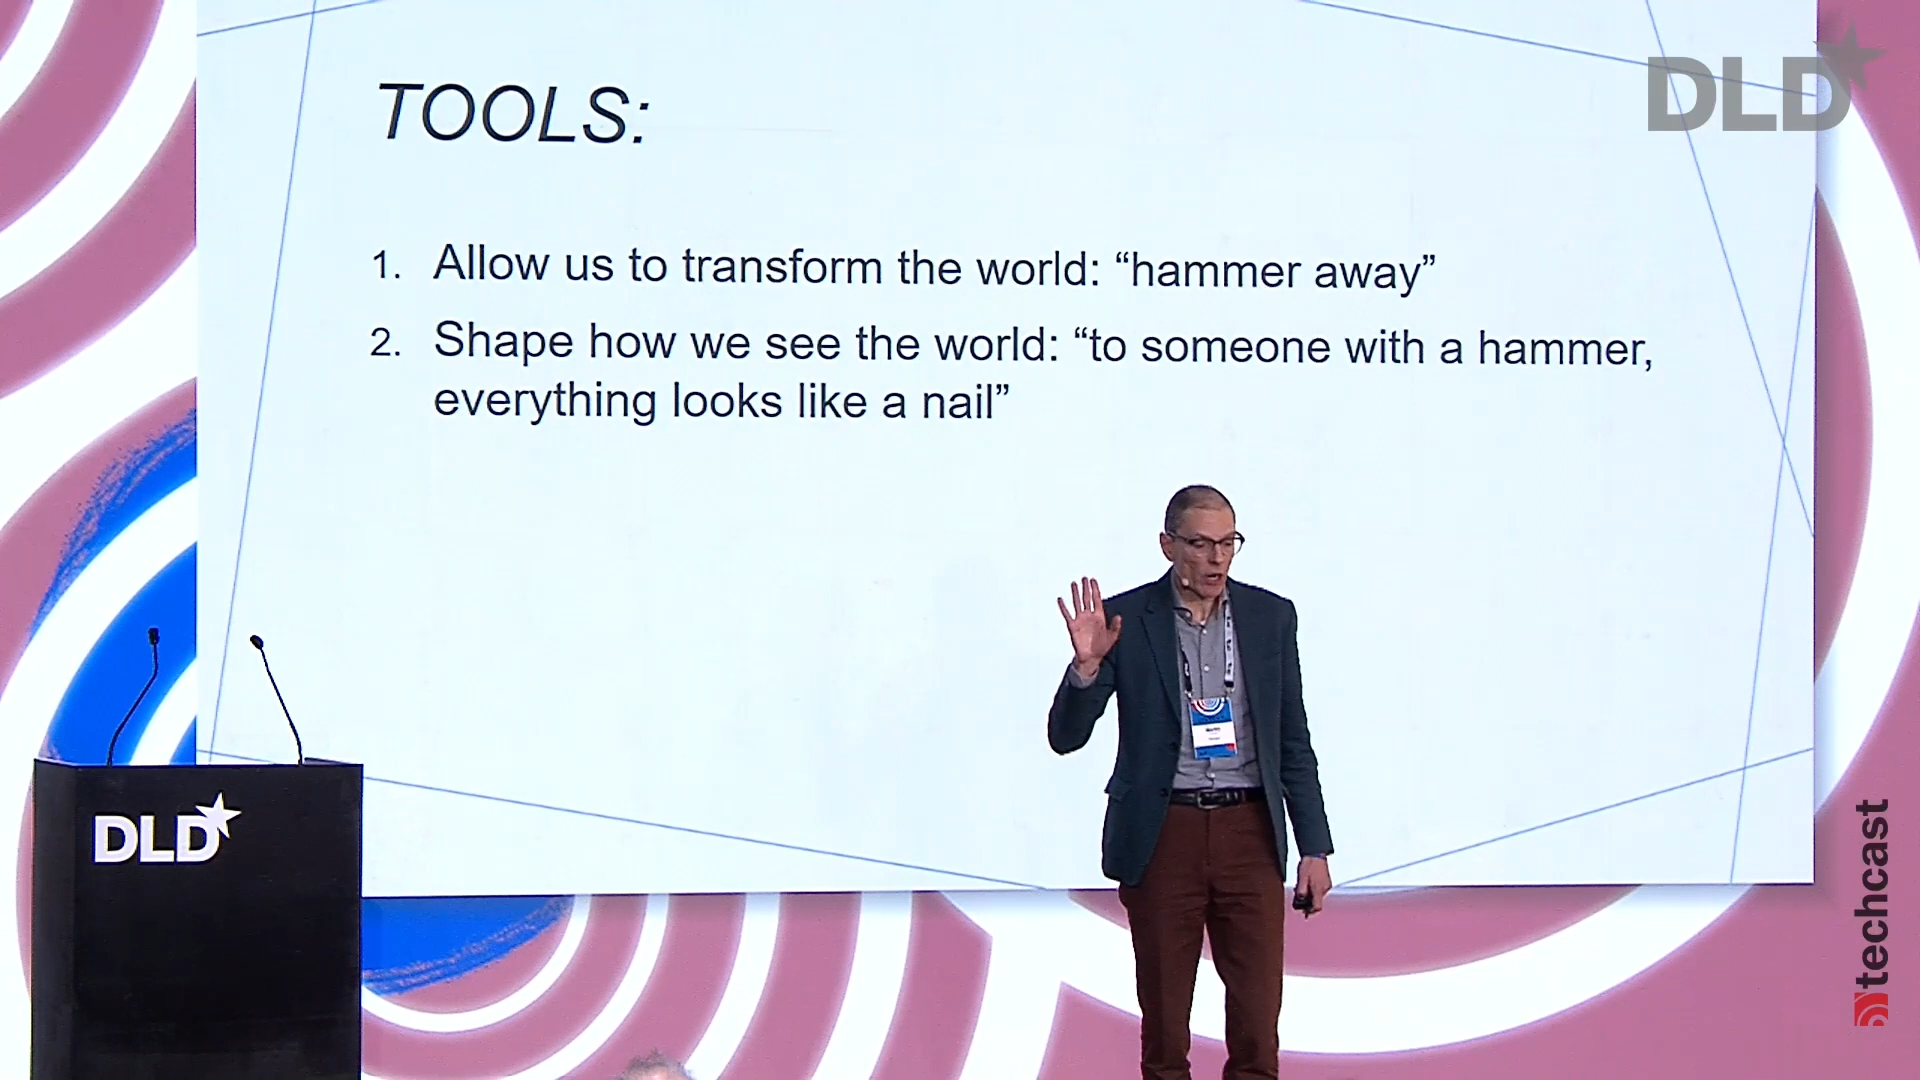 TOOLS:
1. Allow us to transform the world: “hammer away”
2. Shape how we see the world: “to someone with a hammer,
everything looks like a nail”
DLD
DLD
techcast